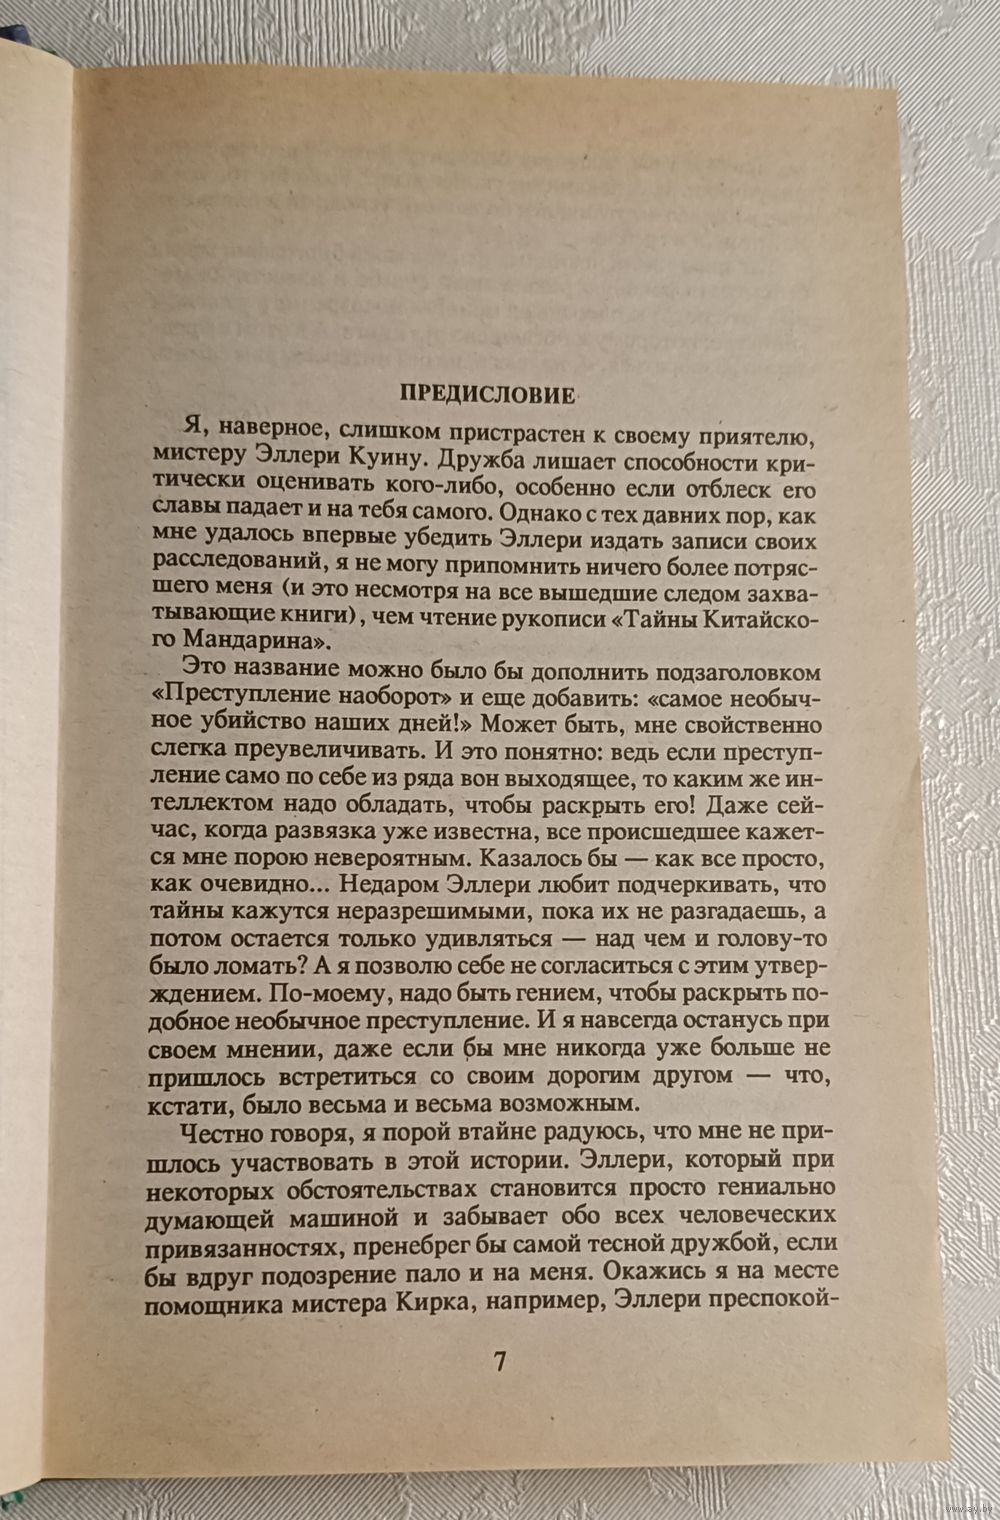 ПРЕДИСЛОВИЕ
Я, наверное, слишком пристрастен к своему приятелю,
мистеру Эллери Куину. Дружба лишает способности кри-
тически оценивать кого-либо, особенно если отблеск его
славы падает и на тебя самого. Однако с тех давних пор, как
мне удалось впервые убедить Эллери издать записи своих
расследований, я не могу припомнить ничего более потряс-
шего меня (и это несмотря на все вышедшие следом захва-
тывающие книги), чем чтение рукописи «Тайны Китайско-
го Мандарина».
Это название можно было бы дополнить подзаголовком
«Преступление наоборот» и еще добавить: «самое необыч-
ное убийство наших дней!» Может быть, мне свойственно
слегка преувеличивать. И это понятно: ведь если преступ-
ление само по себе из ряда вон выходящее, то каким же ин-
теллектом надо обладать, чтобы раскрыть его! Даже сей-
час, когда развязка уже известна, все происшедшее кажет-
ся мне порою невероятным. Казалось бы — как все просто,
как очевидно... Недаром Эллери любит подчеркивать, что
тайны кажутся неразрешимыми, пока их не разгадаешь, а
потом остается только удивляться — над чем и голову-то
было ломать? А я позволю себе не согласиться с этим утвер-
ждением. По-моему, надо быть гением, чтобы раскрыть по-
добное необычное преступление. И я навсегда останусь при
своем мнении, даже если бы мне никогда уже больше не
пришлось встретиться со своим дорогим другом — что,
кстати, было весьма и весьма возможным.
Честно говоря, я порой втайне радуюсь, что мне не при-
шлось участвовать в этой истории. Эллери, который при
некоторых обстоятельствах становится просто гениально
думающей машиной и забывает обо всех человеческих
привязанностях, пренебрег бы самой тесной дружбой, если
бы вдруг подозрение пало и на меня. Окажись я на месте
помощника мистера Кирка, например, Эллери преспокой-
7
www.ay.by